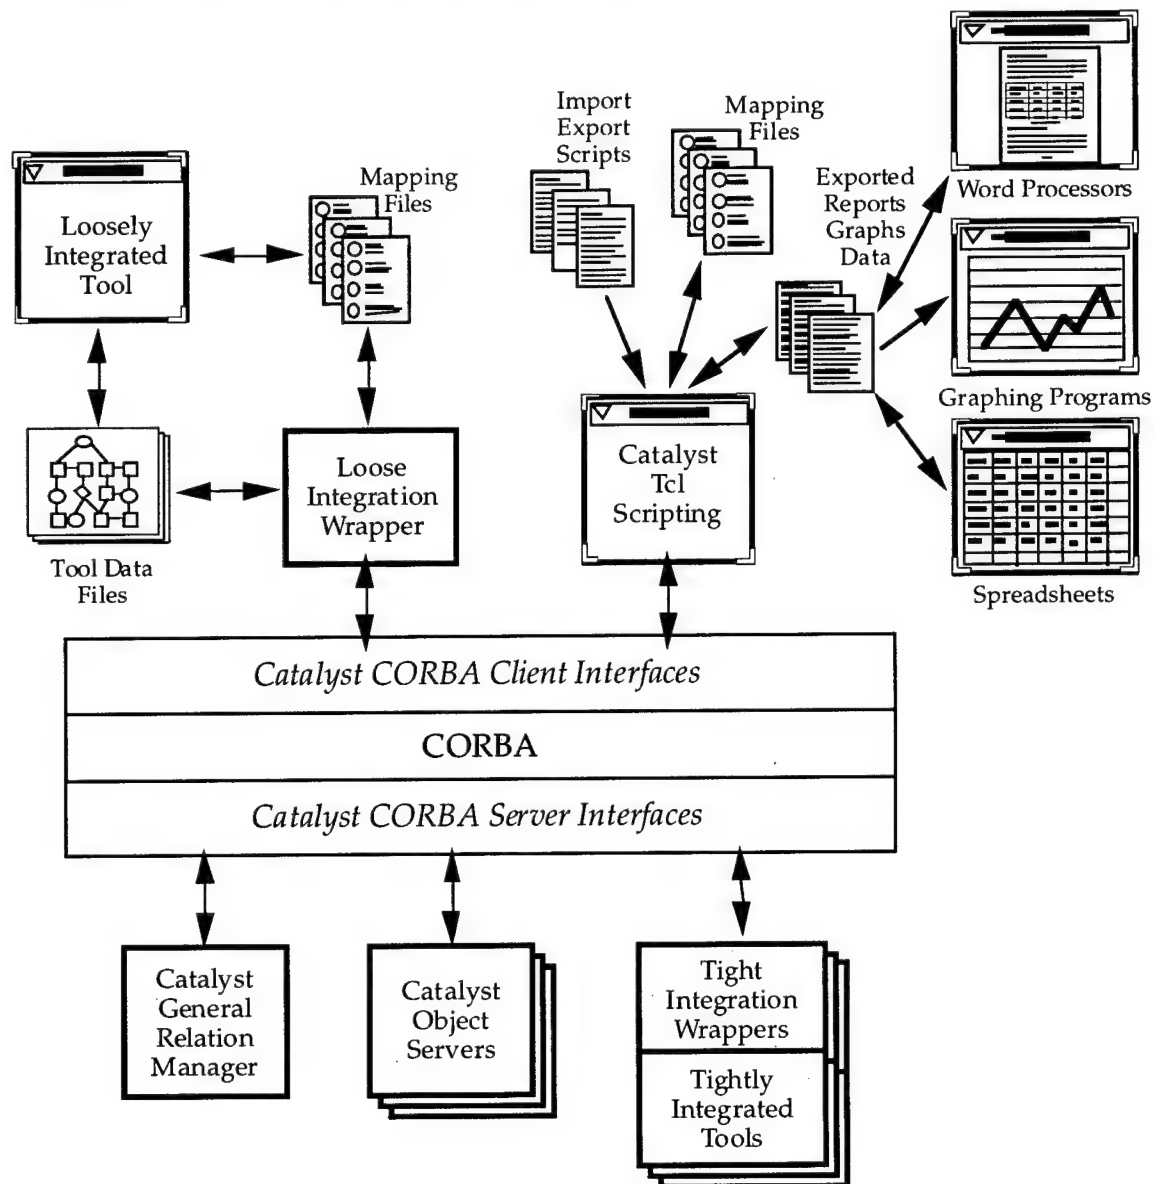 Import
Export
Scripts
Mapping
Files
Exported
Reports
Graphs
Data
Word Processors
Loosely
Integrated
Tool
Mapping
Files
Graphing Programs
Tool Data
Files
Loose
Integration
Wrapper
Catalyst
Tcl
Scripting
Spreadsheets
Catalyst CORBA Client Interfaces
CORBA
Catalyst CORBA Server Interfaces
Catalyst
General
Relation
Manager
Catalyst
Object
Servers
Tight
Integration
Wrappers
Tightly
Integrated
Tools